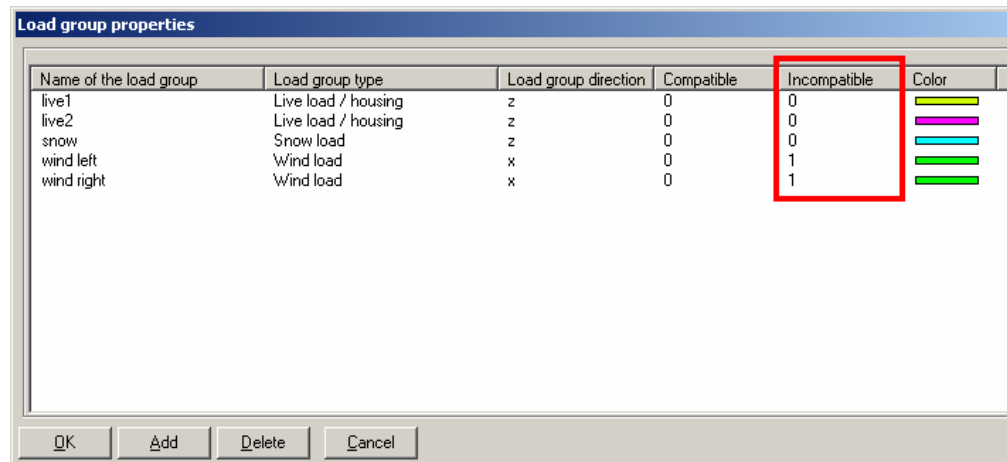 Load group properties
Name of the load group Load group type Load group direction Compatible Incompatible Color
live1 Live load / housing z 0 0
live2 Live load / housing z 0 0
snow Snow load z 0 0
wind left Wind load x 0 1
wind right Wind load x 0 1
OK Add Delete Cancel